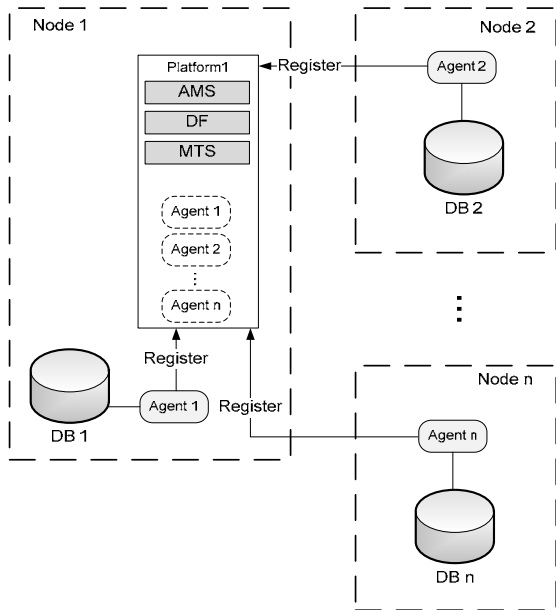 Node 1
Platform1
AMS
DF
MTS
Agent 1
Agent 2
Agent n
Register
DB 1
Agent 1
Register
Node 2
Register
Agent 2
DB 2
Node n
Agent n
DB n